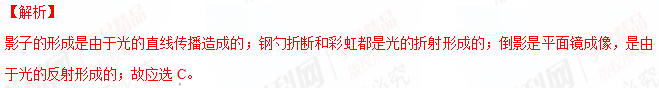 【解析】
影子的形成是由于光的直线传播造成的；钢勺折断和彩虹都是光的折射形成的；倒影是平面镜成像，是由
于光的反射形成的；故应选 C。